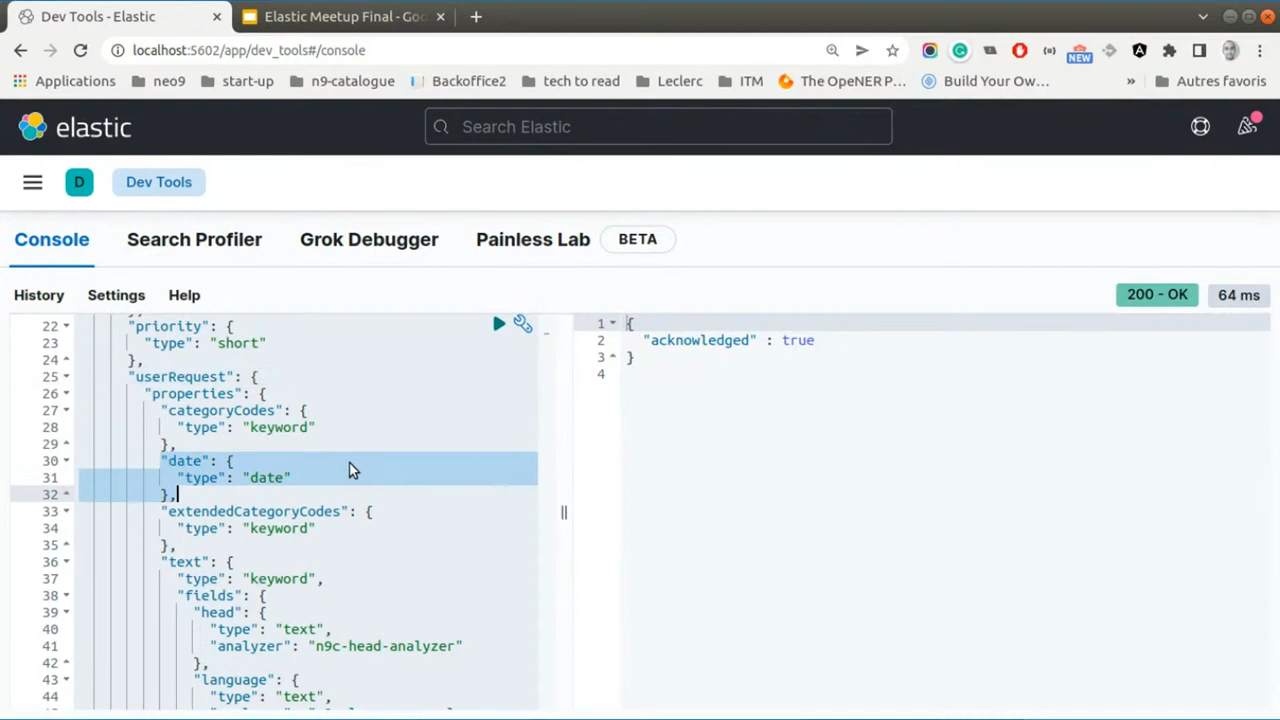 Dev Tools - Elastic
Elastic Meetup Final - Goo
localhost:5602/app/dev_tools#/console
NEW
Applications neo9 start-up n9-catalogue Backoffice2 tech to read Leclerc ITM The OpeNER P… Build Your Ow… » Autres favoris
elastic
Search Elastic
D Dev Tools
Console Search Profiler Grok Debugger Painless Lab BETA
History Settings Help
200 - OK 64 ms
22 "priority": {
23 "type": "short"
24 },
25 "userRequest": {
26 "properties": {
27 "categoryCodes": {
28 "type": "keyword"
29 },
30 "date": {
31 "type": "date"
32 },
33 "extendedCategoryCodes": {
34 "type": "keyword"
35 },
36 "text": {
37 "type": "keyword",
38 "fields": {
39 "head": {
40 "type": "text",
41 "analyzer": "n9c-head-analyzer"
42 },
43 "language": {
44 "type": "text",
1 {
2 "acknowledged" : true
3 }
4